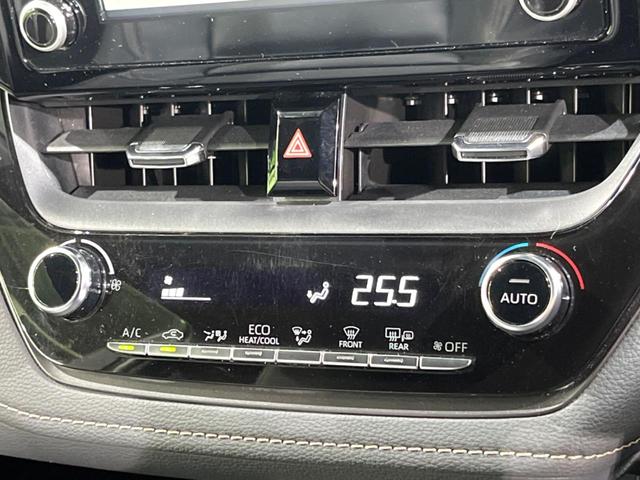 25.5
AUTO
A/C
ECO
HEAT/COOL
FRONT
REAR
OFF